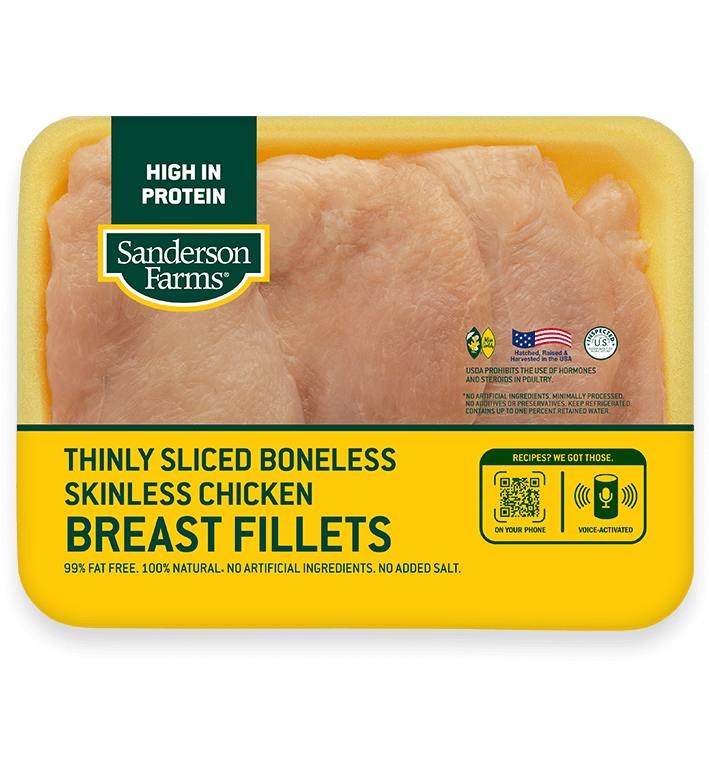 HIGH IN
PROTEIN
Sanderson
Farms®
Hatched, Raised &
Harvested in the USA
INSPECTED
U.S.
USDA PROHIBITS THE USE OF HORMONES
AND STEROIDS IN POULTRY.
*NO ARTIFICIAL INGREDIENTS. MINIMALLY PROCESSED.
NO ADDITIVES OR PRESERVATIVES. KEEP REFRIGERATED.
CONTAINS UP TO ONE PERCENT RETAINED WATER.
THINLY SLICED BONELESS
SKINLESS CHICKEN
BREAST FILLETS
99% FAT FREE. 100% NATURAL* NO ARTIFICIAL INGREDIENTS. NO ADDED SALT.
RECIPES? WE GOT THOSE.
ON YOUR PHONE
VOICE-ACTIVATED